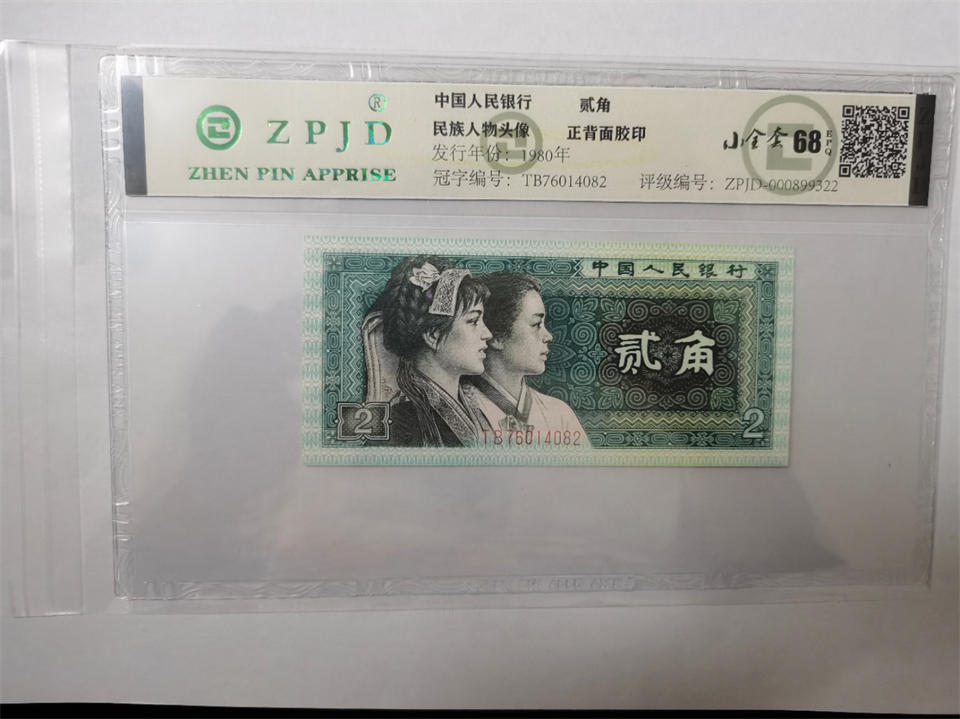 ZPJD®
ZHEN PIN APPRISE
中国人民银行 贰角
民族人物头像 正背面胶印
发行年份：1980年
冠字编号：TB76014082 评级编号：ZPJD-000899322
小全套 68 EPQ
中国人民银行
贰角
2
TB76014082
2